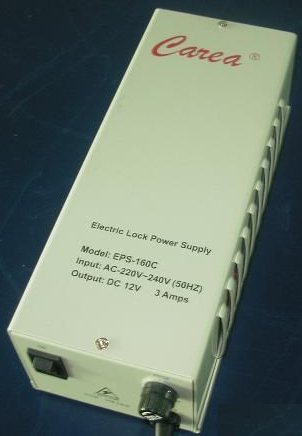 Carea ®
Electric Lock Power Supply
Model: EPS-160C
Input: AC-220V~240V (50HZ)
Output: DC 12V 3 Amps